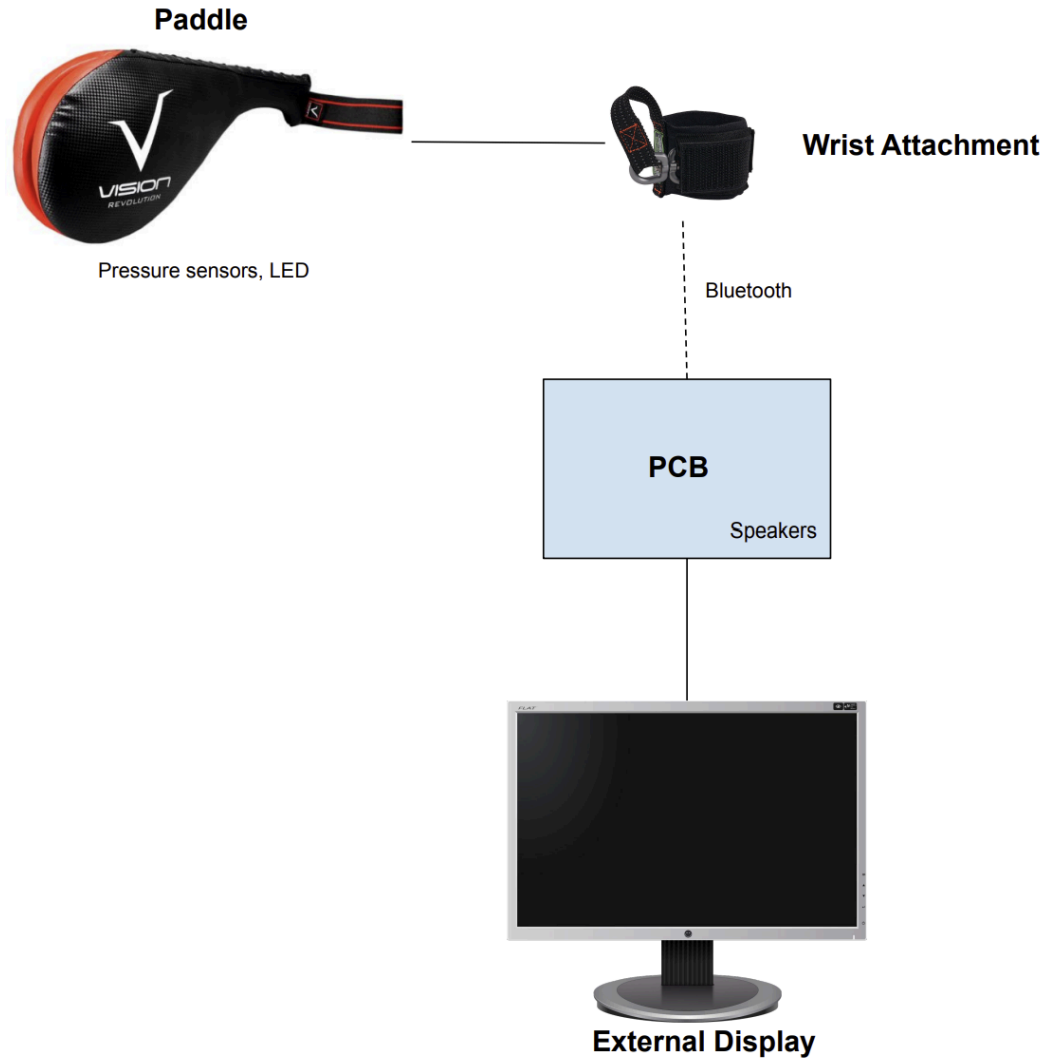 Paddle
VISION
REVOLUTION
Wrist Attachment
Pressure sensors, LED
Bluetooth
PCB
Speakers
FLAT
External Display